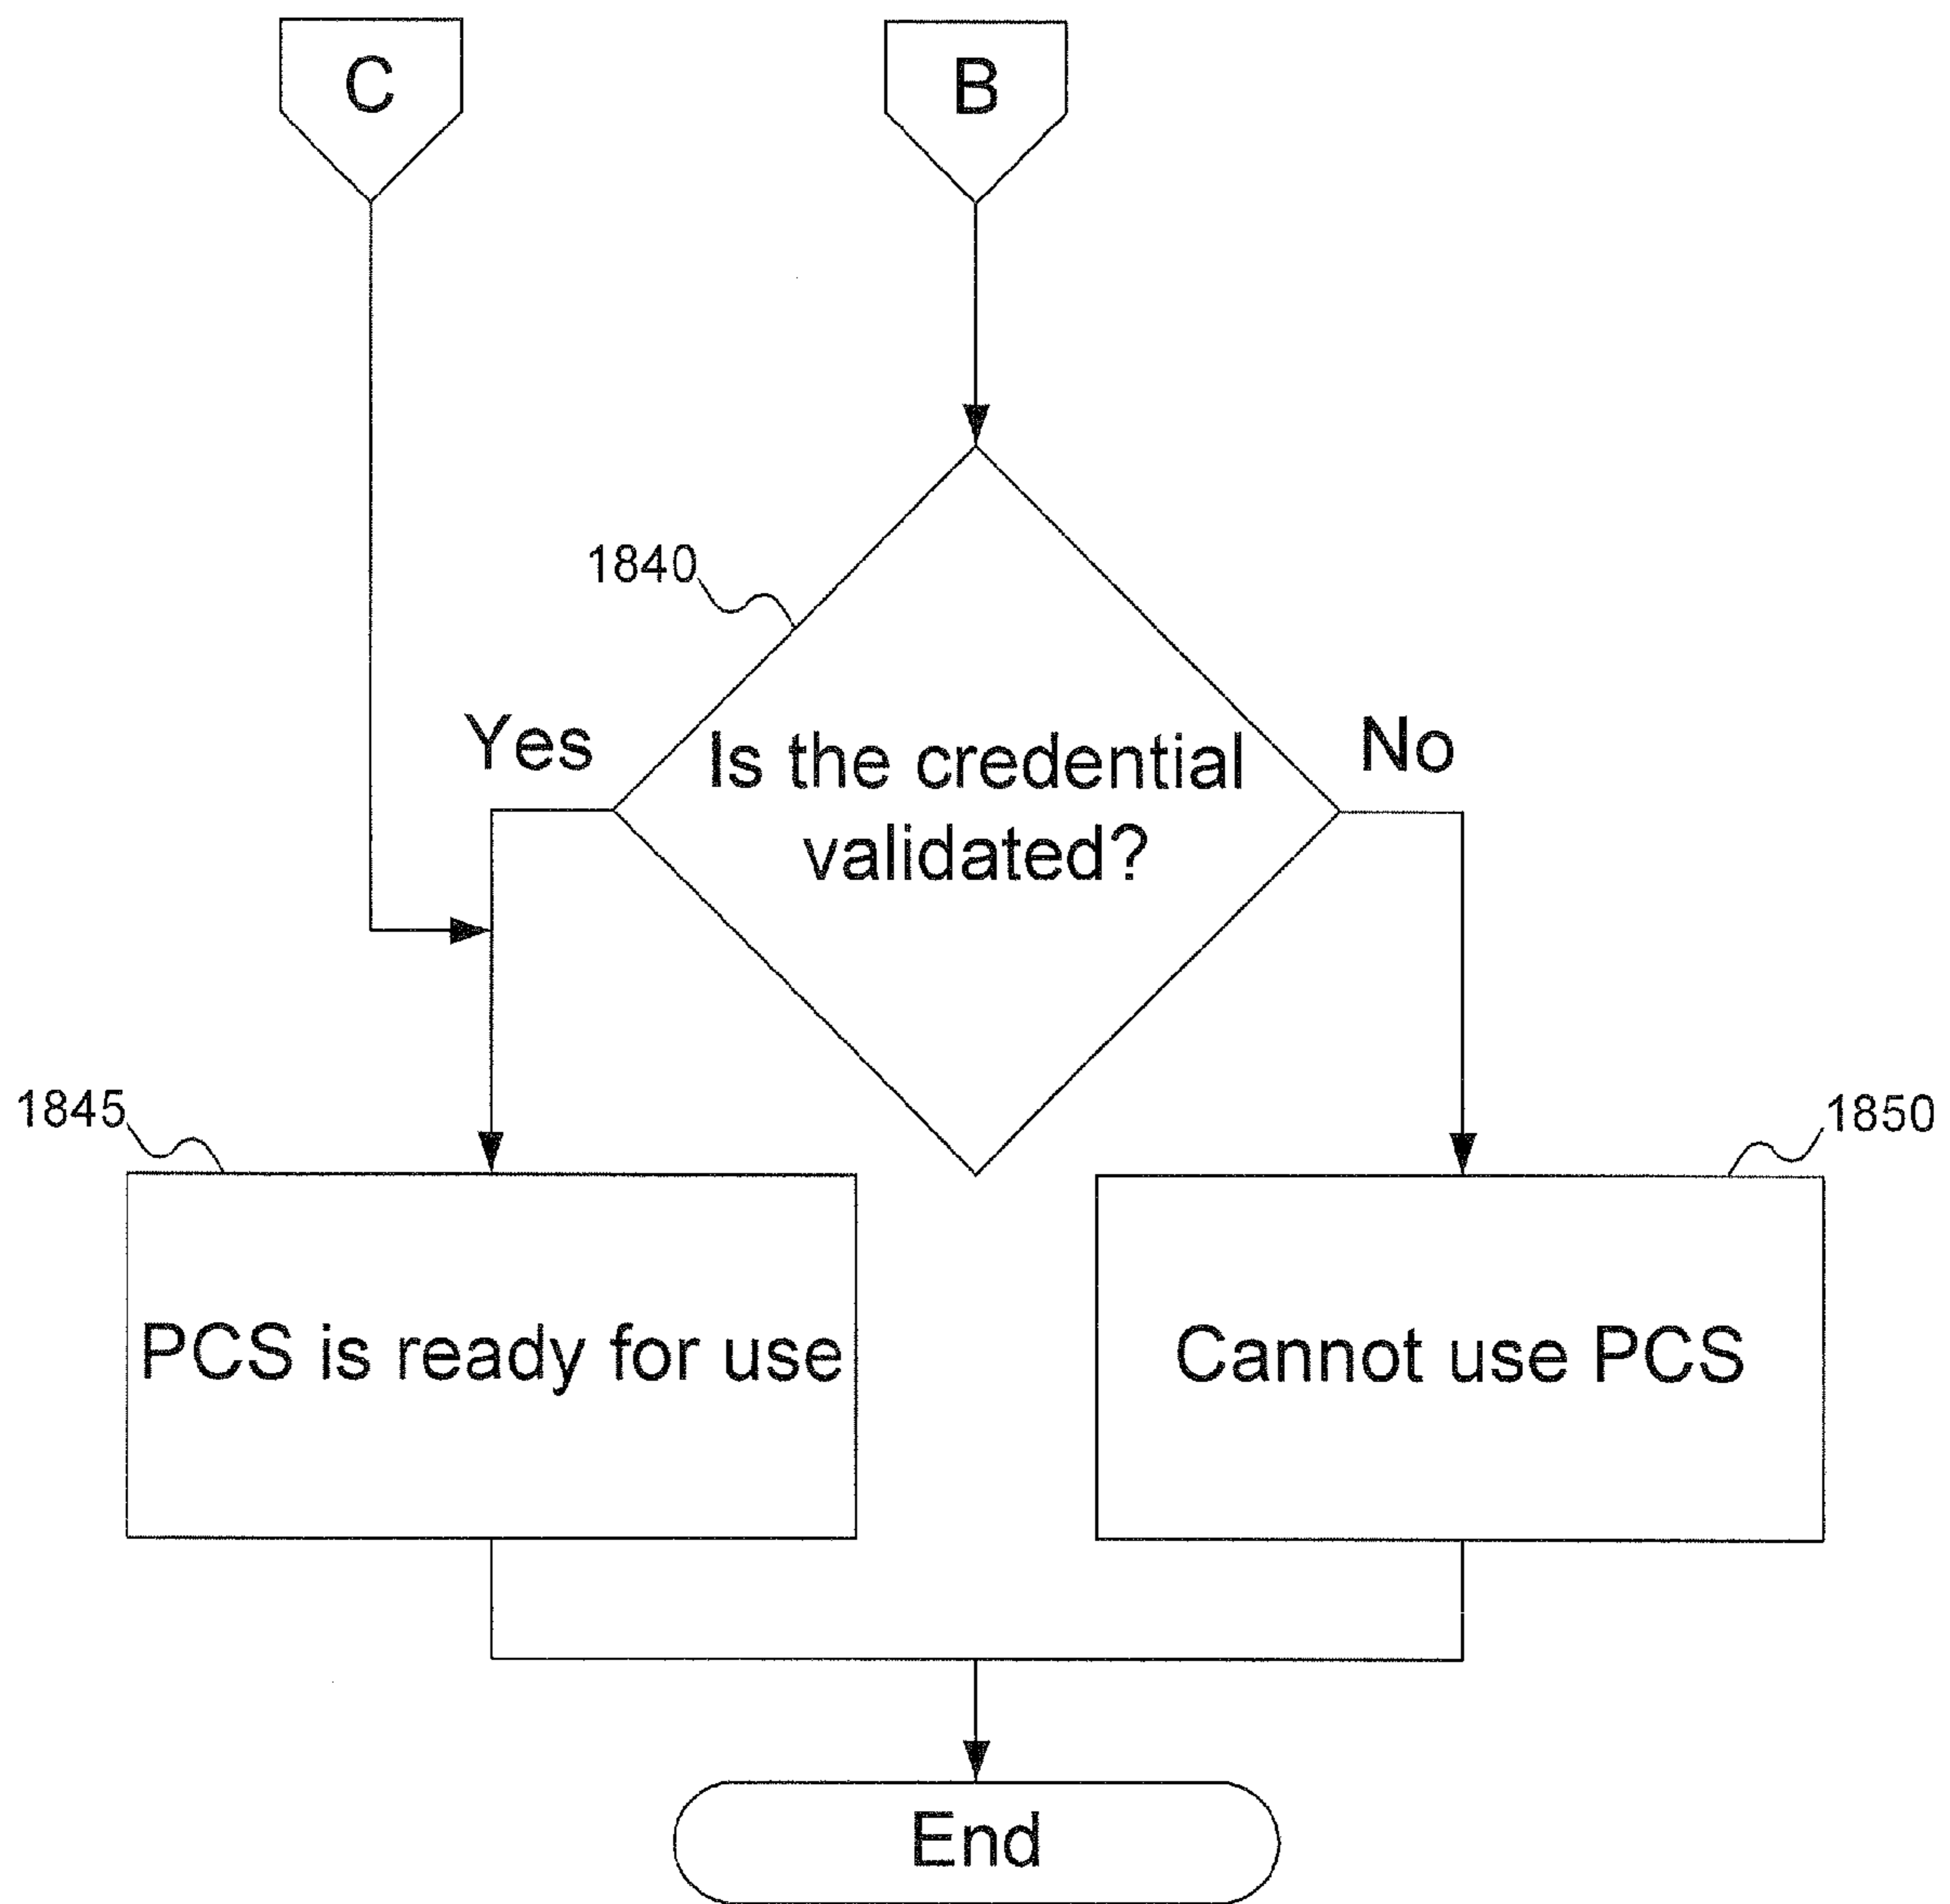 C
B
1840
Yes
Is the credential
validated?
No
1845
1850
PCS is ready for use
Cannot use PCS
End